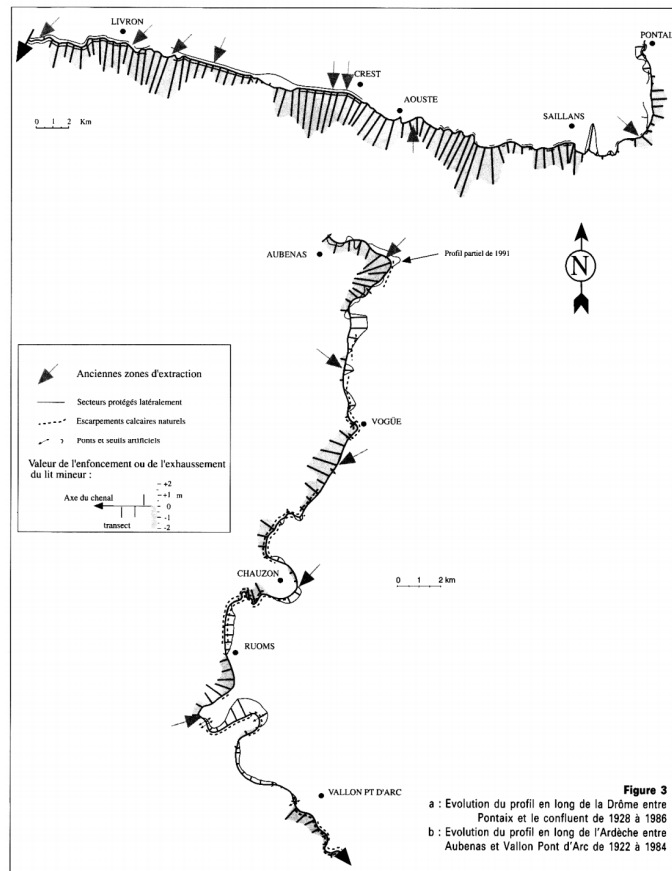 LIVRON
PONTAI
CREST
AOUSTE
SAILLANS
0 1 2 Km
AUBENAS
Profil partiel de 1991
N
Anciennes zones d'extraction
Secteurs protégés latéralement
Escarpements calcaires naturels
Ponts et seuils artificiels
Valeur de l'enfoncement ou de l'exhaussement
du lit mineur :
Axe du chenal
transect
+2
+1 m
0
-1
-2
VOGÜE
CHAUZON
0 1 2 km
RUOMS
VALLON PT D'ARC
Figure 3
a : Evolution du profil en long de la Drôme entre
Pontaix et le confluent de 1928 à 1986
b : Evolution du profil en long de l'Ardèche entre
Aubenas et Vallon Pont d'Arc de 1922 à 1984